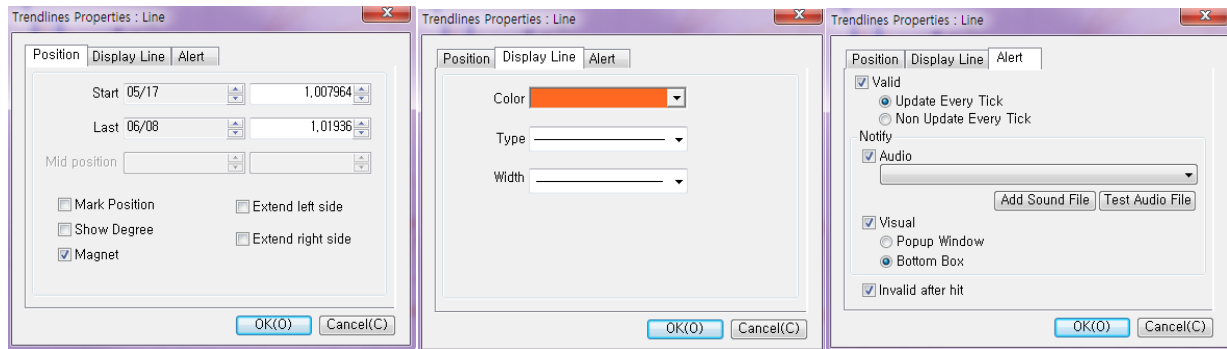 Trendlines Properties : Line
Position Display Line Alert
Start 05/17 1,007964
Last 06/08 1,01936
Mid position
Mark Position Extend left side
Show Degree Extend right side
Magnet
OK(O) Cancel(C)
Trendlines Properties : Line
Position Display Line Alert
Color
Type
Width
OK(O) Cancel(C)
Trendlines Properties : Line
Position Display Line Alert
Valid
Update Every Tick
Non Update Every Tick
Notify
Audio
Add Sound File Test Audio File
Visual
Popup Window
Bottom Box
Invalid after hit
OK(O) Cancel(C)